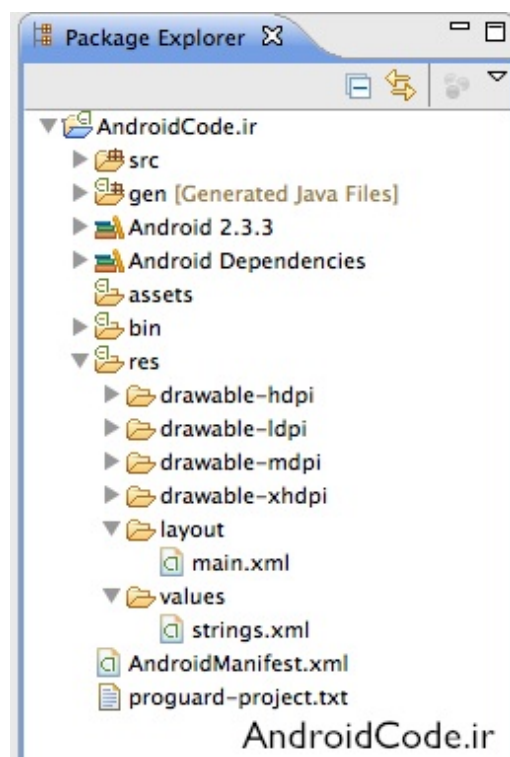 Package Explorer
AndroidCode.ir
src
gen [Generated Java Files]
Android 2.3.3
Android Dependencies
assets
bin
res
drawable-hdpi
drawable-ldpi
drawable-mdpi
drawable-xhdpi
layout
main.xml
values
strings.xml
AndroidManifest.xml
proguard-project.txt
AndroidCode.ir